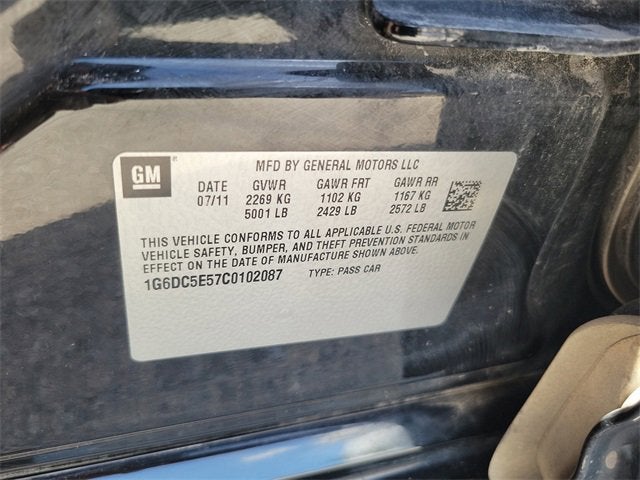 GM
MFD BY GENERAL MOTORS LLC
DATE GVWR GAWR FRT GAWR RR
07/11 2269 KG 1102 KG 1167 KG
5001 LB 2429 LB 2572 LB
THIS VEHICLE CONFORMS TO ALL APPLICABLE U.S. FEDERAL MOTOR
VEHICLE SAFETY, BUMPER, AND THEFT PREVENTION STANDARDS IN
EFFECT ON THE DATE OF MANUFACTURE SHOWN ABOVE.
1G6DC5E57C0102087 TYPE: PASS CAR